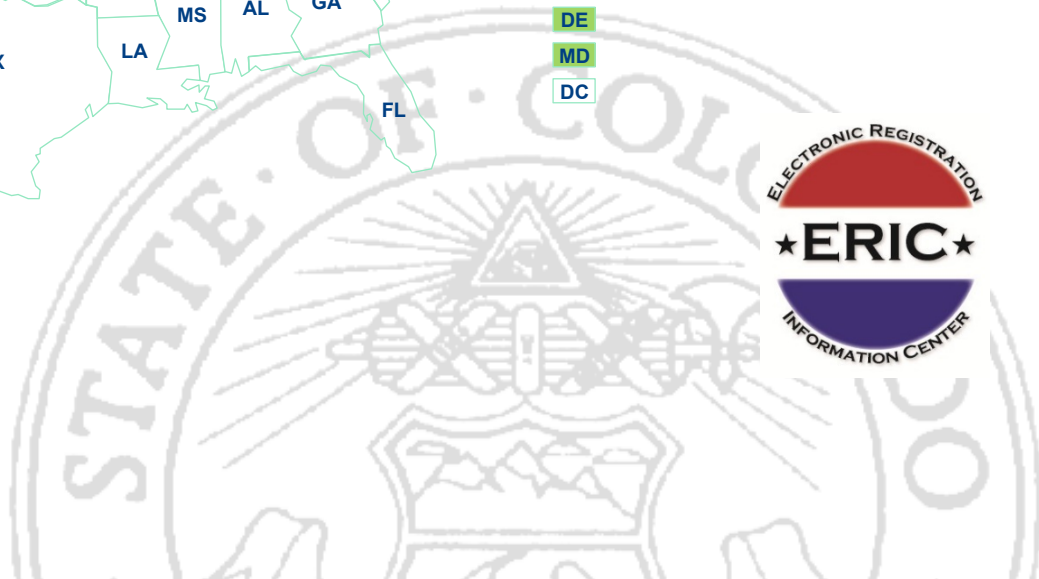 MS
AL
GA
DE
LA
MD
X
DC
FL
STATE · OF · COLO
ELECTRONIC REGISTRATION
★ERIC★
INFORMATION CENTER